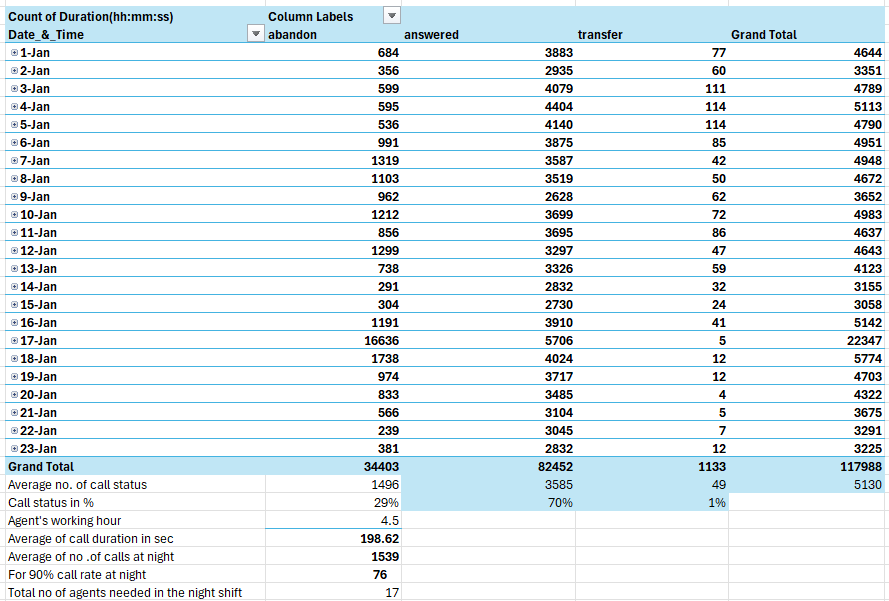 Count of Duration(hh:mm:ss) Column Labels
Date_&_Time abandon answered transfer Grand Total
1-Jan 684 3883 77 4644
2-Jan 356 2935 60 3351
3-Jan 599 4079 111 4789
4-Jan 595 4404 114 5113
5-Jan 536 4140 114 4790
6-Jan 991 3875 85 4951
7-Jan 1319 3587 42 4948
8-Jan 1103 3519 50 4672
9-Jan 962 2628 62 3652
10-Jan 1212 3699 72 4983
11-Jan 856 3695 86 4637
12-Jan 1299 3297 47 4643
13-Jan 738 3326 59 4123
14-Jan 291 2832 32 3155
15-Jan 304 2730 24 3058
16-Jan 1191 3910 41 5142
17-Jan 16636 5706 5 22347
18-Jan 1738 4024 12 5774
19-Jan 974 3717 12 4703
20-Jan 833 3485 4 4322
21-Jan 566 3104 5 3675
22-Jan 239 3045 7 3291
23-Jan 381 2832 12 3225
Grand Total 34403 82452 1133 117988
Average no. of call status 1496 3585 49 5130
Call status in % 29% 70% 1%
Agent's working hour 4.5
Average of call duration in sec 198.62
Average of no .of calls at night 1539
For 90% call rate at night 76
Total no of agents needed in the night shift 17